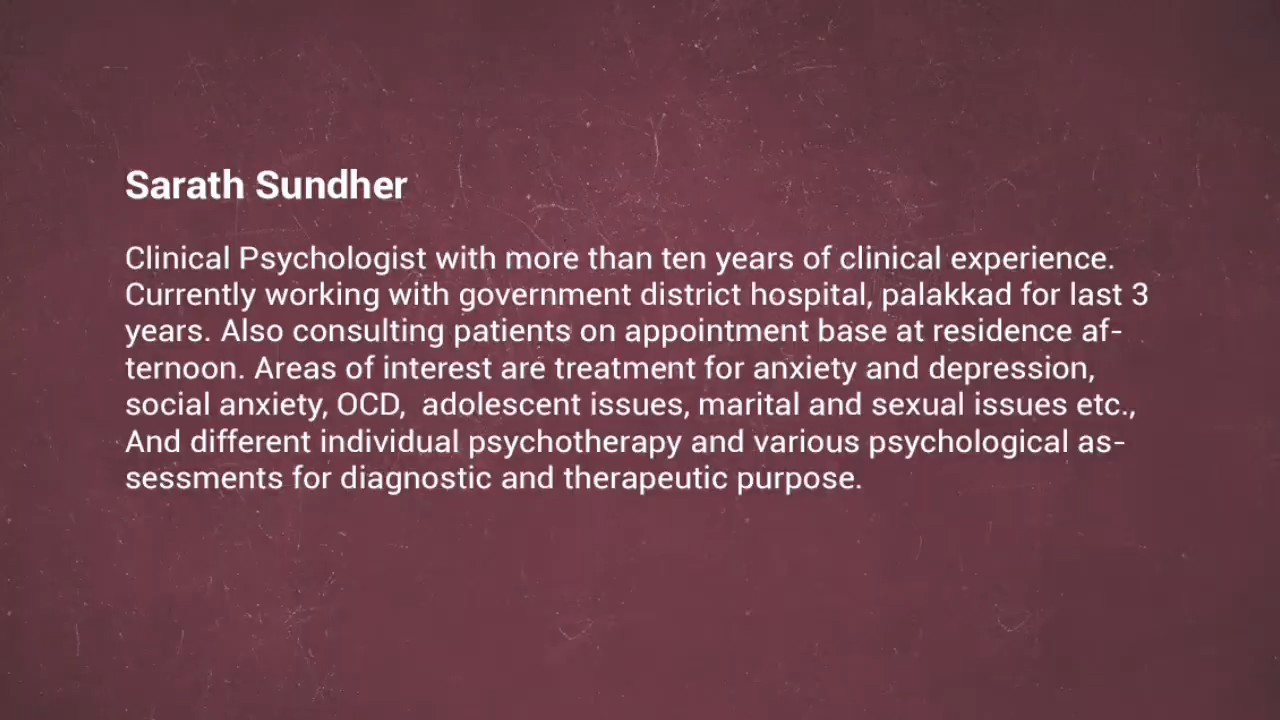 Sarath Sundher
Clinical Psychologist with more than ten years of clinical experience.
Currently working with government district hospital, palakkad for last 3
years. Also consulting patients on appointment base at residence af-
ternoon. Areas of interest are treatment for anxiety and depression,
social anxiety, OCD,  adolescent issues, marital and sexual issues etc.,
And different individual psychotherapy and various psychological as-
sessments for diagnostic and therapeutic purpose.